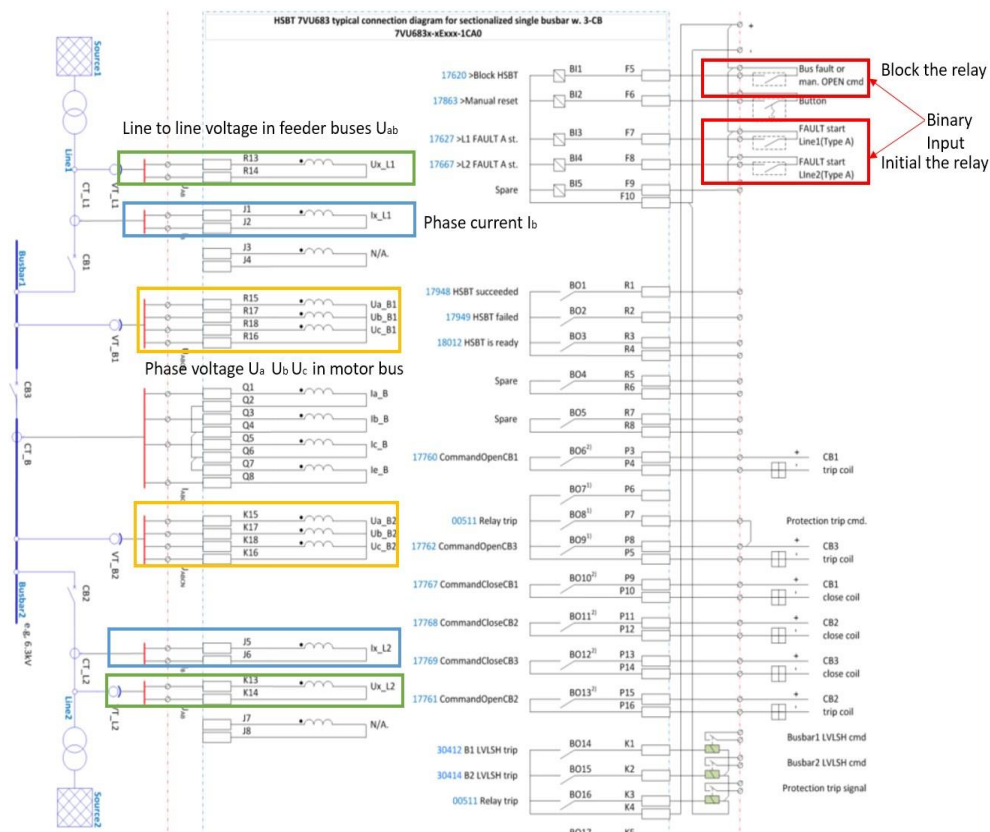 HSBT 7VU683 typical connection diagram for sectionalized single busbar w. 3-CB
7VU683x-xExxx-1CA0
Source1
Line1
CT_L1
VT_L1
CB1
Busbar1
VT_B1
CB3
CT_B
VT_B2
CB2
Busbar2
e.g. 6.3kV
CT_L2
VT_L2
Line2
Source2
Line to line voltage in feeder buses Uab
R13
R14
Ux_L1
UAB
J1
J2
Ix_L1
Phase current Ib
J3
J4
N/A.
R15
R17
R18
R16
Ua_B1
Ub_B1
Uc_B1
Phase voltage Ua Ub Uc in motor bus
Q1
Q2
Q3
Q4
Q5
Q6
Q7
Q8
Ia_B
Ib_B
Ic_B
Ie_B
K15
K17
K18
K16
Ua_B2
Ub_B2
Uc_B2
J5
J6
Ix_L2
K13
K14
Ux_L2
UAB
J7
J8
N/A.
17620 >Block HSBT BI1 F5
17863 >Manual reset BI2 F6
17627 >L1 FAULT A st. BI3 F7
17667 >L2 FAULT A st. BI4 F8
Spare BI5 F9
F10
+
-
Bus fault or
man. OPEN cmd
Button
FAULT start
Line1(Type A)
FAULT start
LIne2(Type A)
Block the relay
Binary
Input
Initial the relay
17948 HSBT succeeded BO1 R1
17949 HSBT failed BO2 R2
18012 HSBT is ready BO3 R3
R4
Spare BO4 R5
R6
Spare BO5 R7
R8
17760 CommandOpenCB1 BO6 2) P3
P4
+ CB1
- trip coil
BO7 1) P6
00511 Relay trip BO8 1) P7
Protection trip cmd.
17762 CommandOpenCB3 BO9 1) P8
P5
+ CB3
- trip coil
17767 CommandCloseCB1 BO10 2) P9
P10
+ CB1
- close coil
17768 CommandCloseCB2 BO11 2) P11
P12
+ CB2
- close coil
17769 CommandCloseCB3 BO12 2) P13
P14
+ CB3
- close coil
17761 CommandOpenCB2 BO13 2) P15
P16
+ CB2
- trip coil
30412 B1 LVLSH trip BO14 K1
Busbar1 LVLSH cmd
30414 B2 LVLSH trip BO15 K2
Busbar2 LVLSH cmd
00511 Relay trip BO16 K3
K4
Protection trip signal